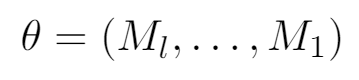 θ = (M_l, . . . , M_1)